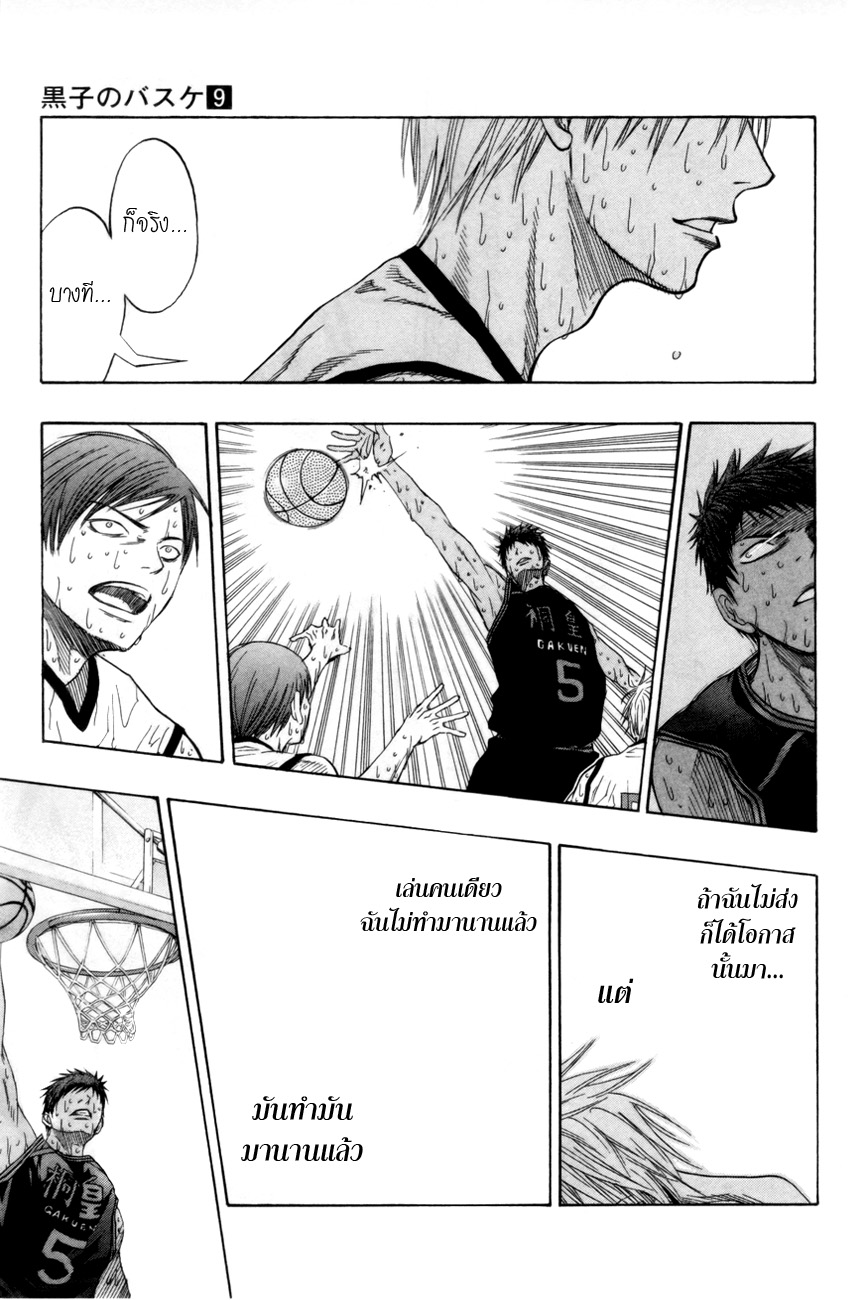 黒子のバスケ 9
ก็จริง...
บางที...
桐皇
GAKUEN
5
ถ้าฉันไม่ส่ง
ก็ได้โอกาส
นั้นมา...
แต่
เล่นคนเดียว
ฉันไม่ทำมานานแล้ว
มันทำมัน
มานานแล้ว
桐皇
GAKUEN
5